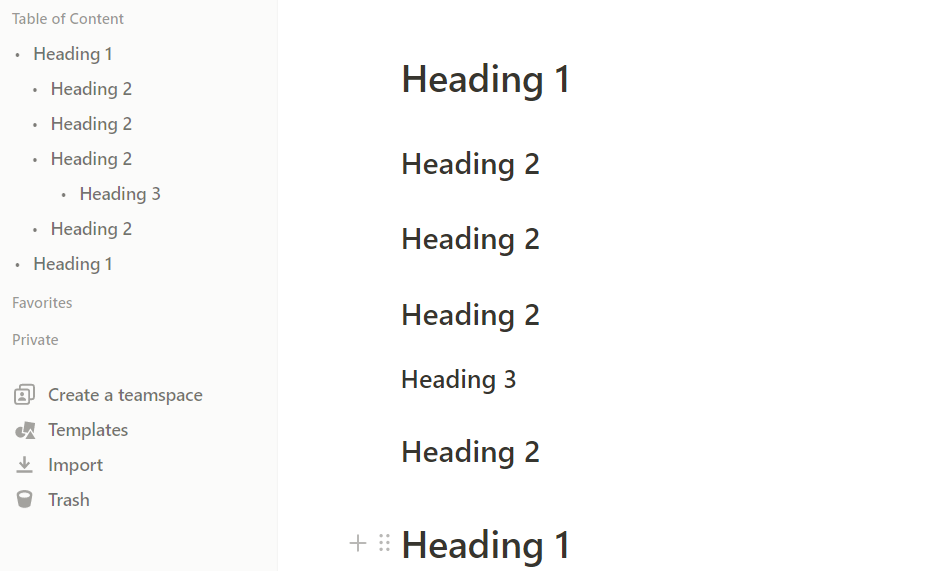 Table of Content
• Heading 1
• Heading 2
• Heading 2
• Heading 2
• Heading 3
• Heading 2
• Heading 1
Favorites
Private
Create a teamspace
Templates
Import
Trash
Heading 1
Heading 2
Heading 2
Heading 2
Heading 3
Heading 2
Heading 1